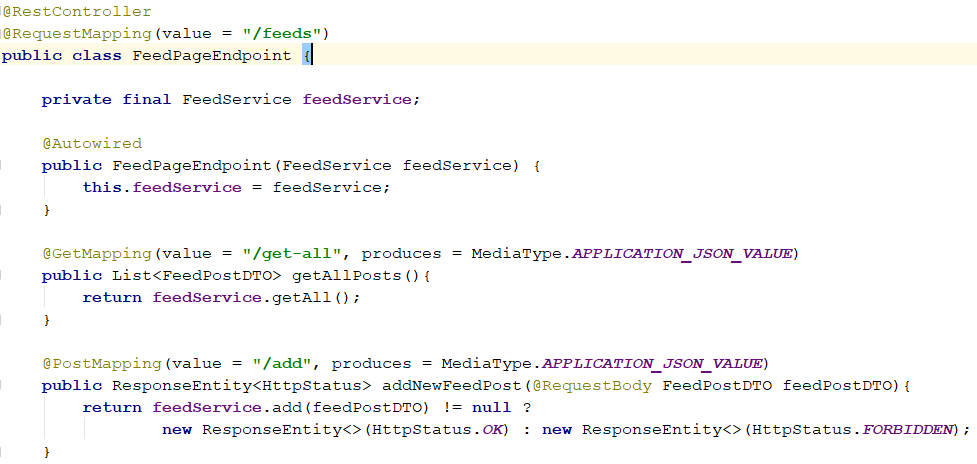 @RestController
@RequestMapping(value = "/feeds")
public class FeedPageEndpoint {
private final FeedService feedService;
@Autowired
public FeedPageEndpoint(FeedService feedService) {
this.feedService = feedService;
}
@GetMapping(value = "/get-all", produces = MediaType.APPLICATION_JSON_VALUE)
public List<FeedPostDTO> getAllPosts(){
return feedService.getAll();
}
@PostMapping(value = "/add", produces = MediaType.APPLICATION_JSON_VALUE)
public ResponseEntity<HttpStatus> addNewFeedPost(@RequestBody FeedPostDTO feedPostDTO){
return feedService.add(feedPostDTO) != null ?
new ResponseEntity<>(HttpStatus.OK) : new ResponseEntity<>(HttpStatus.FORBIDDEN);
}